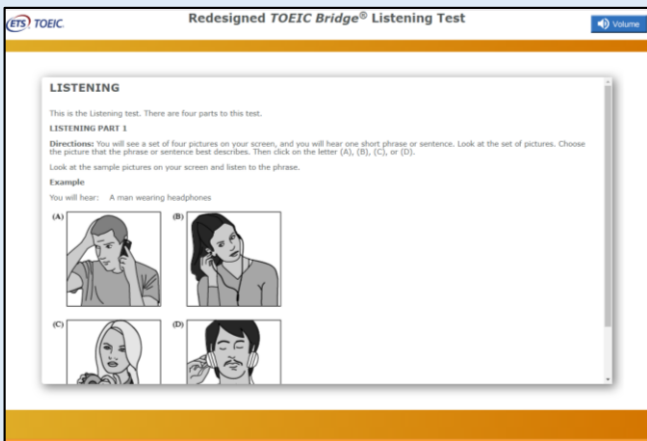 ETS TOEIC.
Redesigned TOEIC Bridge® Listening Test
Volume
LISTENING
This is the Listening test. There are four parts to this test.
LISTENING PART 1
Directions: You will see a set of four pictures on your screen, and you will hear one short phrase or sentence. Look at the set of pictures. Choose
the picture that the phrase or sentence best describes. Then click on the letter (A), (B), (C), or (D).
Look at the sample pictures on your screen and listen to the phrase.
Example
You will hear: A man wearing headphones
(A) (B)
(C) (D)